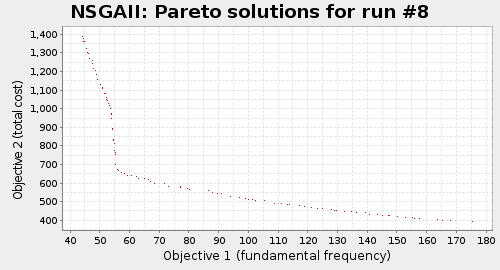 NSGAII: Pareto solutions for run #8
Objective 2 (total cost)
1,400
1,300
1,200
1,100
1,000
900
800
700
600
500
400
40 50 60 70 80 90 100 110 120 130 140 150 160 170 180
Objective 1 (fundamental frequency)